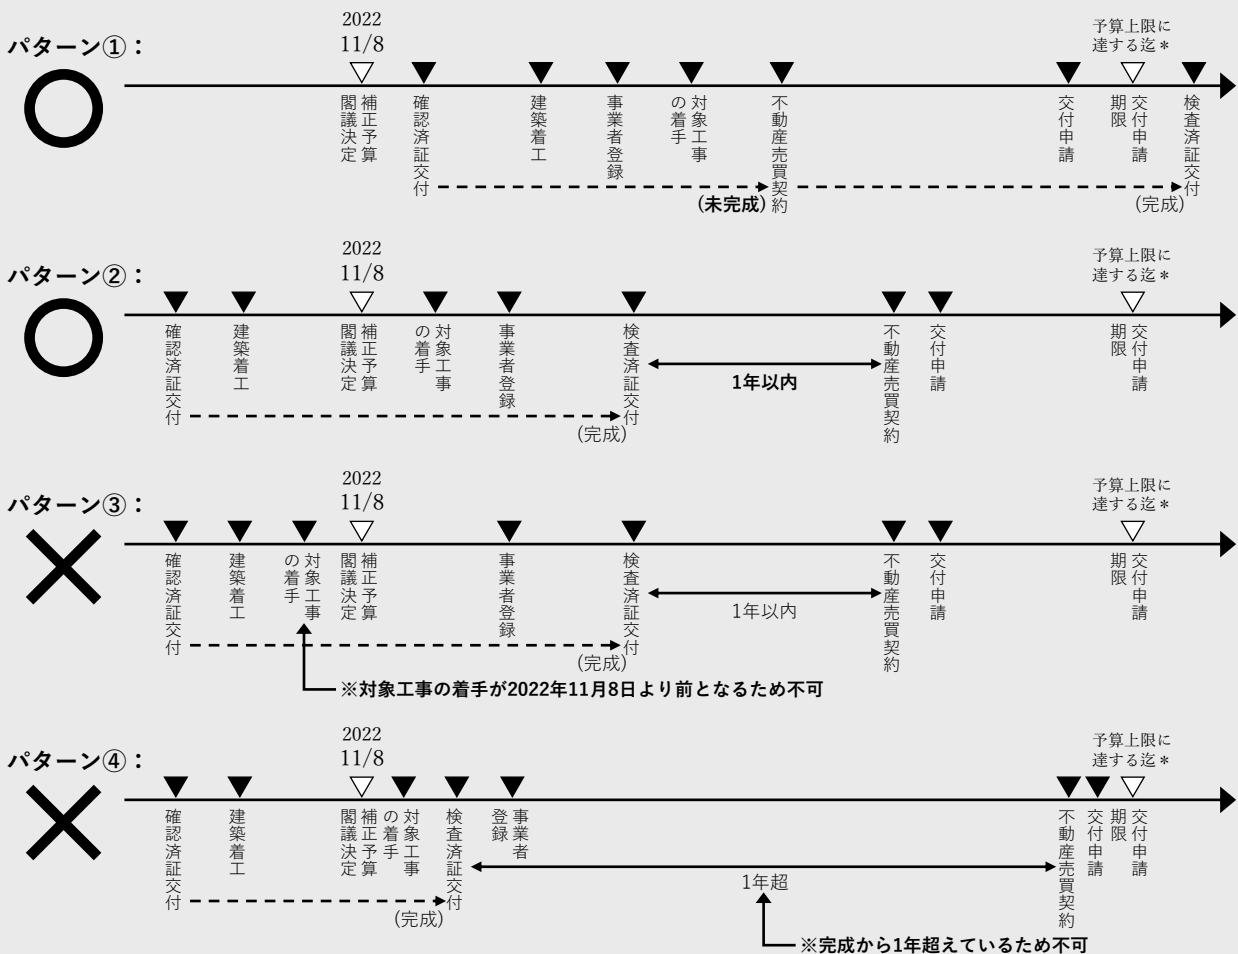 パターン①：
2022
11/8
予算上限に
達する迄＊
補正予算
閣議決定
確認済証交付
建築着工
事業者登録
対象工事
の着手
不動産売買契約
交付申請
交付申請
期限
検査済証交付
(未完成)
(完成)
パターン②：
2022
11/8
予算上限に
達する迄＊
確認済証交付
建築着工
補正予算
閣議決定
対象工事
の着手
事業者登録
検査済証交付
不動産売買契約
交付申請
交付申請
期限
1年以内
(完成)
パターン③：
2022
11/8
予算上限に
達する迄＊
確認済証交付
建築着工
対象工事
の着手
補正予算
閣議決定
事業者登録
検査済証交付
不動産売買契約
交付申請
交付申請
期限
1年以内
(完成)
※対象工事の着手が2022年11月8日より前となるため不可
パターン④：
2022
11/8
予算上限に
達する迄＊
確認済証交付
建築着工
補正予算
閣議決定
対象工事
の着手
検査済証交付
事業者
登録
不動産売買契約
交付申請
交付申請
期限
1年超
(完成)
※完成から1年超えているため不可